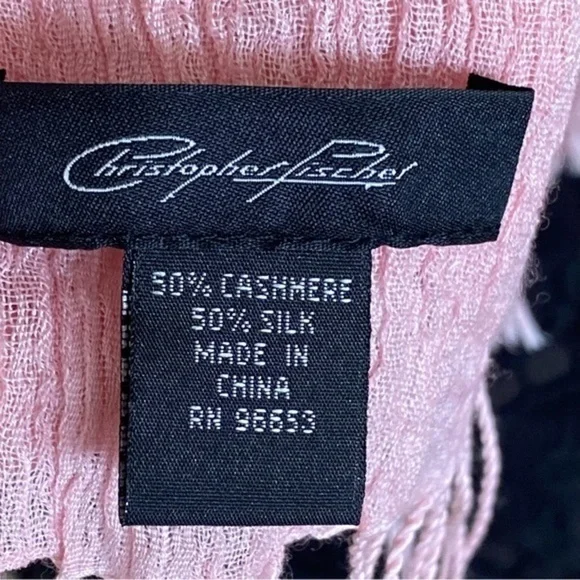 Christopher Fischer
50% CASHMERE
50% SILK
MADE IN
CHINA
RN 96653